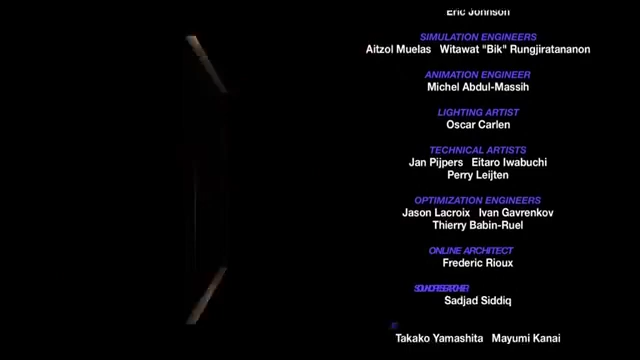 Eric Johnson
SIMULATION ENGINEERS
Aitzol Muelas Witawat "Bik" Rungjiratananon
ANIMATION ENGINEER
Michel Abdul-Massih
LIGHTING ARTIST
Oscar Carlen
TECHNICAL ARTISTS
Jan Pijpers Eitaro Iwabuchi
Perry Leijten
OPTIMIZATION ENGINEERS
Jason Lacroix Ivan Gavrenkov
Thierry Babin-Ruel
ONLINE ARCHITECT
Frederic Rioux
Sadjad Siddiq
Takako Yamashita Mayumi Kanai